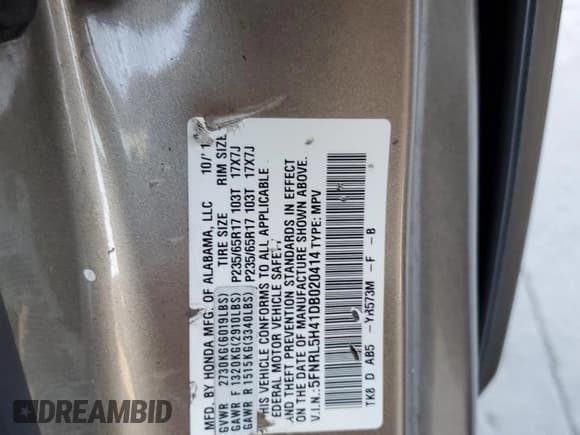 MFD. BY HONDA MFG. OF ALABAMA, LLC 10/
TIRE SIZE RIM SIZE
GVWR 2730KG(6019LBS)
GAWR F 1320KG(2910LBS) P235/65R17 103T 17X7J
GAWR R 1515KG(3340LBS) P235/65R17 103T 17X7J
THIS VEHICLE CONFORMS TO ALL APPLICABLE
FEDERAL MOTOR VEHICLE SAFETY
AND THEFT PREVENTION STANDARDS IN EFFECT
ON THE DATE OF MANUFACTURE SHOWN ABOVE.
V.I.N.: 5FNRL5H41DB020414 TYPE: MPV
TK8 D AB5 -YR573M -F -B
DREAMBID